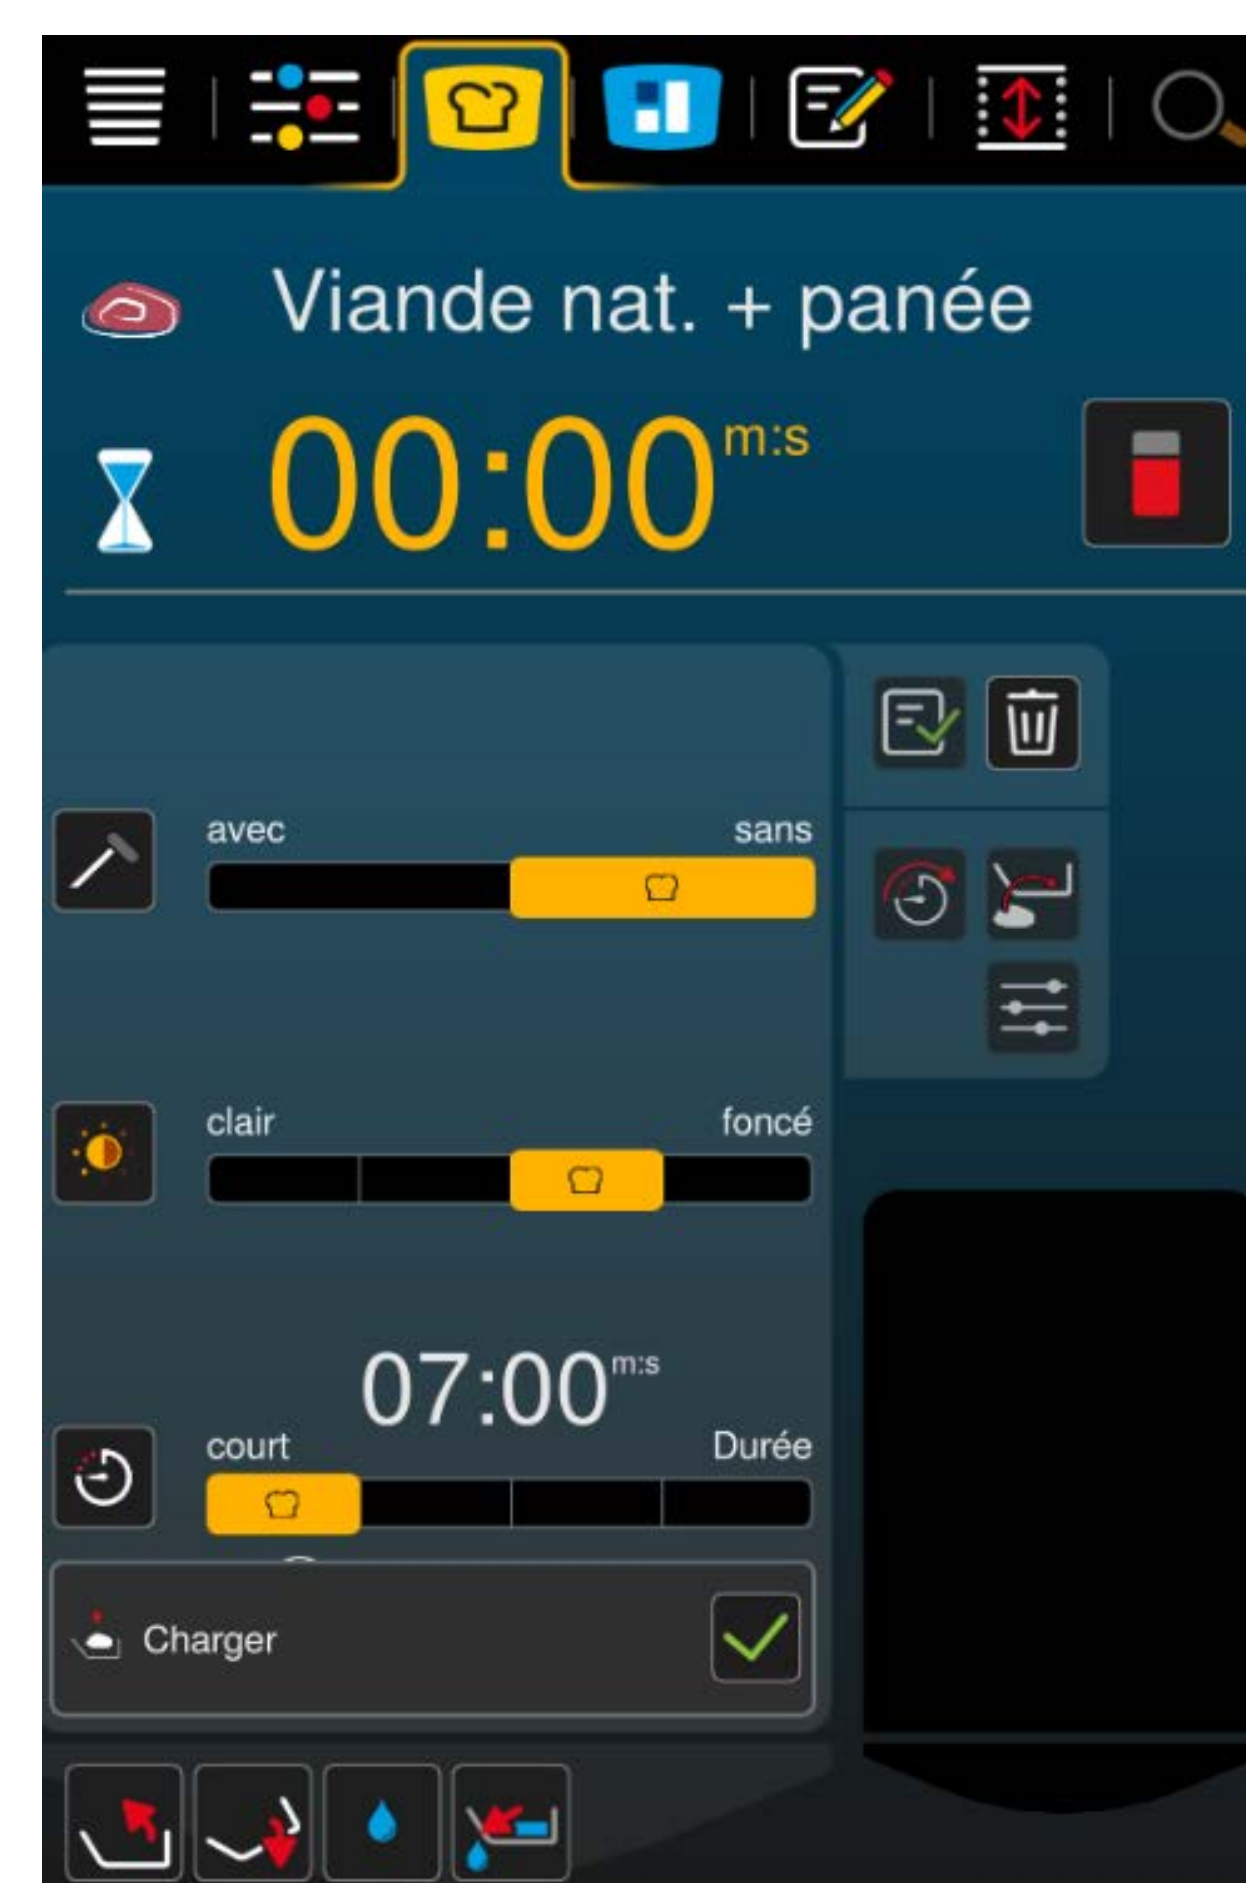 Viande nat. + panée
00:00 m:s
avec sans
clair foncé
07:00 m:s
court Durée
Charger